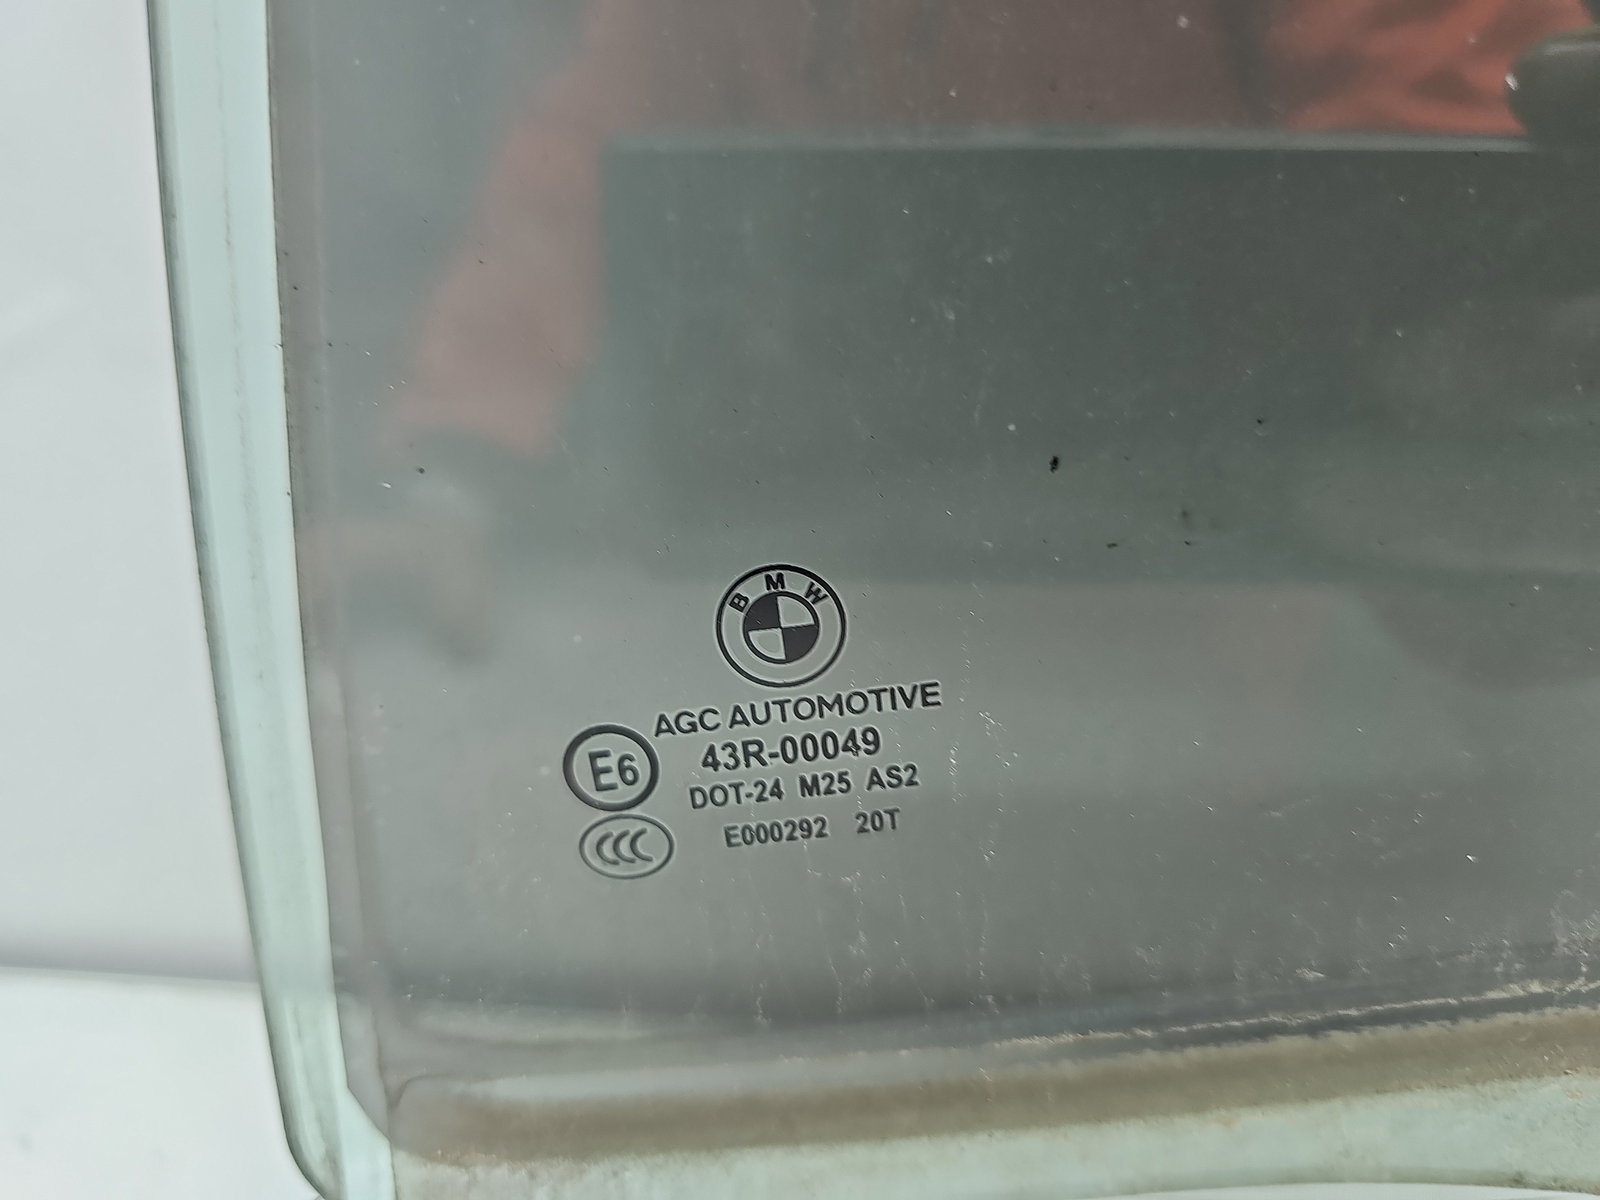 BMW
AGC AUTOMOTIVE
E6
43R-00049
DOT-24 M25 AS2
CCC
E000292 20T